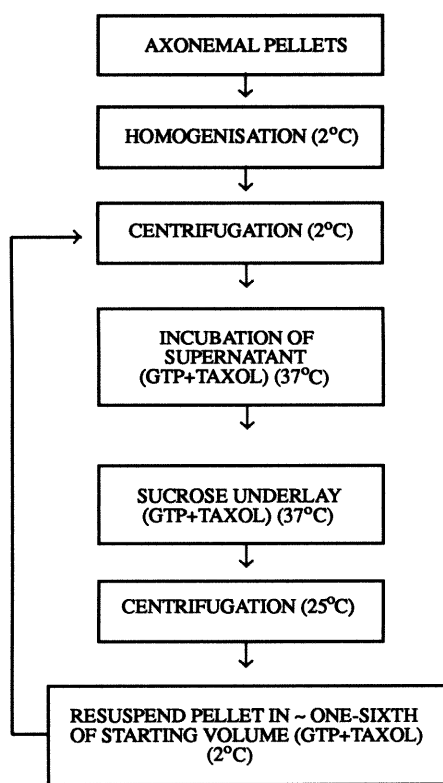 AXONEMAL PELLETS
HOMOGENISATION (2°C)
CENTRIFUGATION (2°C)
INCUBATION OF
SUPERNATANT
(GTP+TAXOL) (37°C)
SUCROSE UNDERLAY
(GTP+TAXOL) (37°C)
CENTRIFUGATION (25°C)
RESUSPEND PELLET IN ~ ONE-SIXTH
OF STARTING VOLUME (GTP+TAXOL)
(2°C)